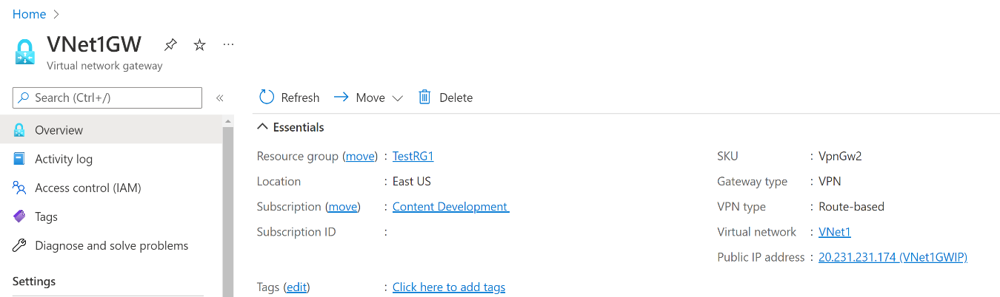 Home >
VNet1GW ...
Virtual network gateway
Search (Ctrl+/) «
Refresh Move Delete
Overview
Activity log
Access control (IAM)
Tags
Diagnose and solve problems
Settings
Essentials
Resource group (move) : TestRG1
Location : East US
Subscription (move) : Content Development
Subscription ID :
Tags (edit) : Click here to add tags
SKU : VpnGw2
Gateway type : VPN
VPN type : Route-based
Virtual network : VNet1
Public IP address : 20.231.231.174 (VNet1GWIP)